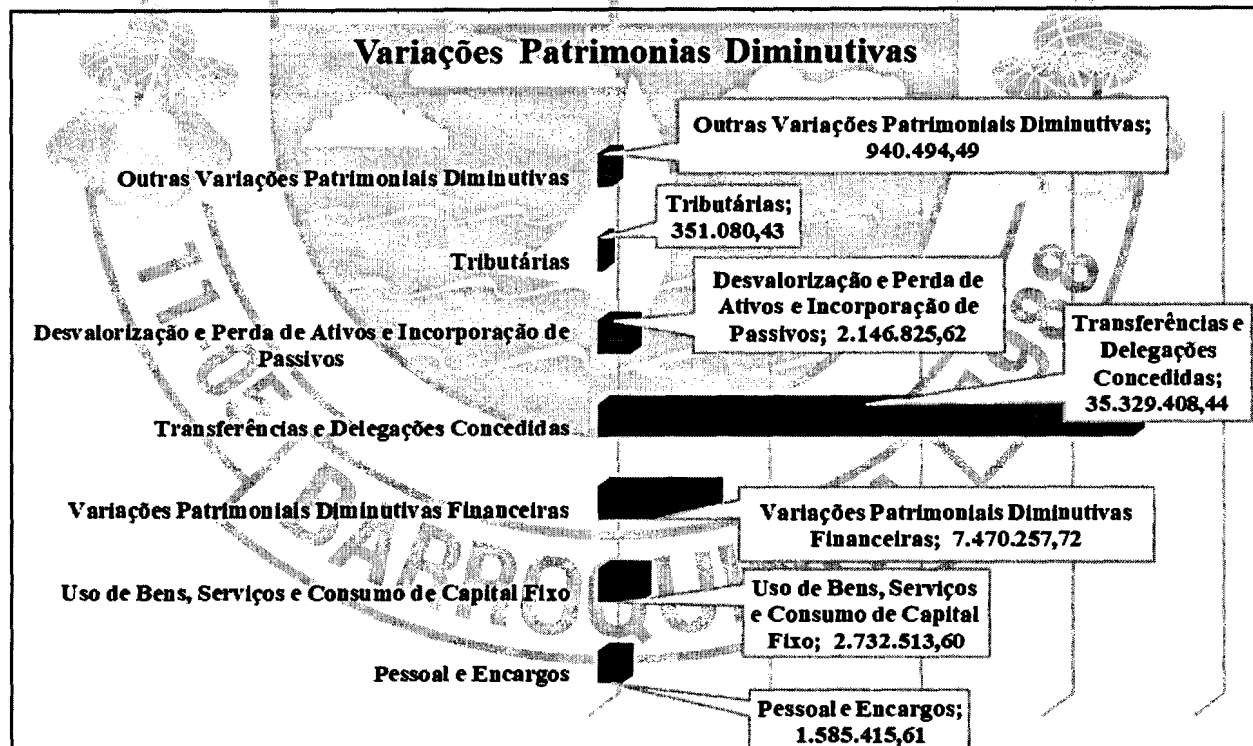 Variações Patrimonias Diminutivas
Outras Variações Patrimoniais Diminutivas;
940.494,49
Outras Variações Patrimoniais Diminutivas
Tributárias;
351.080,43
Tributárias
Desvalorização e Perda de
Ativos e Incorporação de
Passivos; 2.146.825,62
Desvalorização e Perda de Ativos e Incorporação de
Passivos
Transferências e
Delegações
Concedidas;
35.329.408,44
Transferências e Delegações Concedidas
Variações Patrimoniais Diminutivas Financeiras
Variações Patrimoniais Diminutivas
Financeiras; 7.470.257,72
Uso de Bens, Serviços e Consumo de Capital Fixo
Uso de Bens, Serviços
e Consumo de Capital
Fixo; 2.732.513,60
Pessoal e Encargos
Pessoal e Encargos;
1.585.415,61